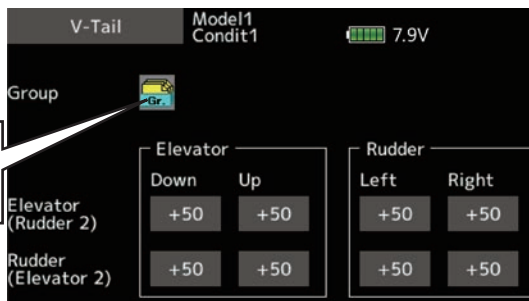 V-Tail
Model1
Condit1
7.9V
Group
Gr.
Elevator
Rudder
Down Up Left Right
Elevator
(Rudder 2)
+50 +50 +50 +50
Rudder
(Elevator 2)
+50 +50 +50 +50